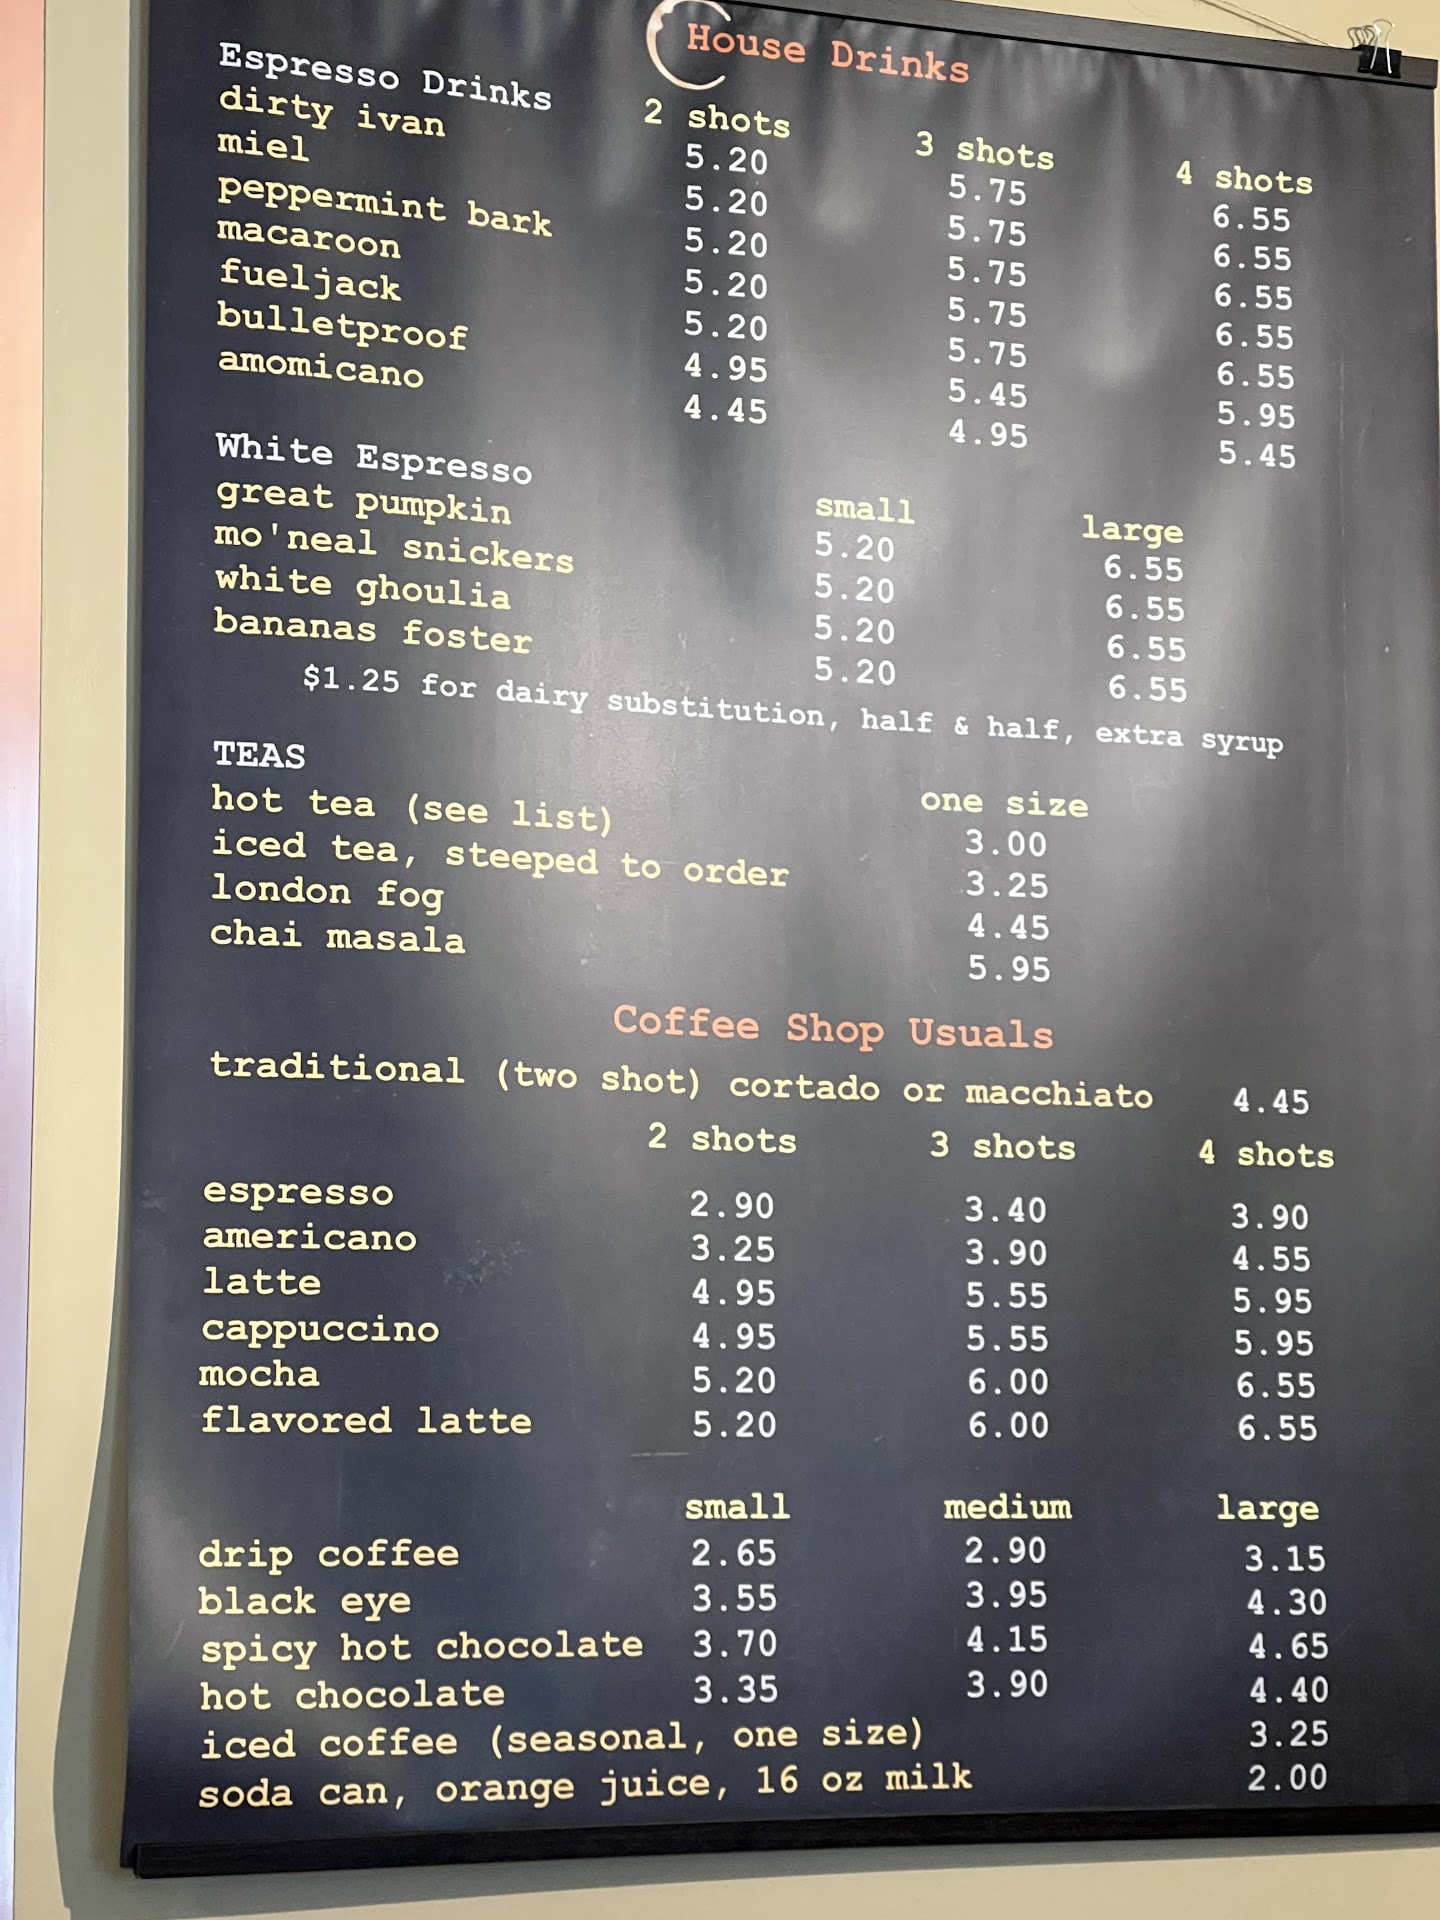 House Drinks
Espresso Drinks 2 shots 3 shots 4 shots
dirty ivan 5.20 5.75 6.55
miel 5.20 5.75 6.55
peppermint bark 5.20 5.75 6.55
macaroon 5.20 5.75 6.55
fueljack 5.20 5.75 6.55
bulletproof 4.95 5.45 5.95
amomicano 4.45 4.95 5.45
White Espresso small large
great pumpkin 5.20 6.55
mo'neal snickers 5.20 6.55
white ghoulia 5.20 6.55
bananas foster 5.20 6.55
$1.25 for dairy substitution, half & half, extra syrup
TEAS one size
hot tea (see list) 3.00
iced tea, steeped to order 3.25
london fog 4.45
chai masala 5.95
Coffee Shop Usuals
traditional (two shot) cortado or macchiato 4.45
2 shots 3 shots 4 shots
espresso 2.90 3.40 3.90
americano 3.25 3.90 4.55
latte 4.95 5.55 5.95
cappuccino 4.95 5.55 5.95
mocha 5.20 6.00 6.55
flavored latte 5.20 6.00 6.55
small medium large
drip coffee 2.65 2.90 3.15
black eye 3.55 3.95 4.30
spicy hot chocolate 3.70 4.15 4.65
hot chocolate 3.35 3.90 4.40
iced coffee (seasonal, one size) 3.25
soda can, orange juice, 16 oz milk 2.00